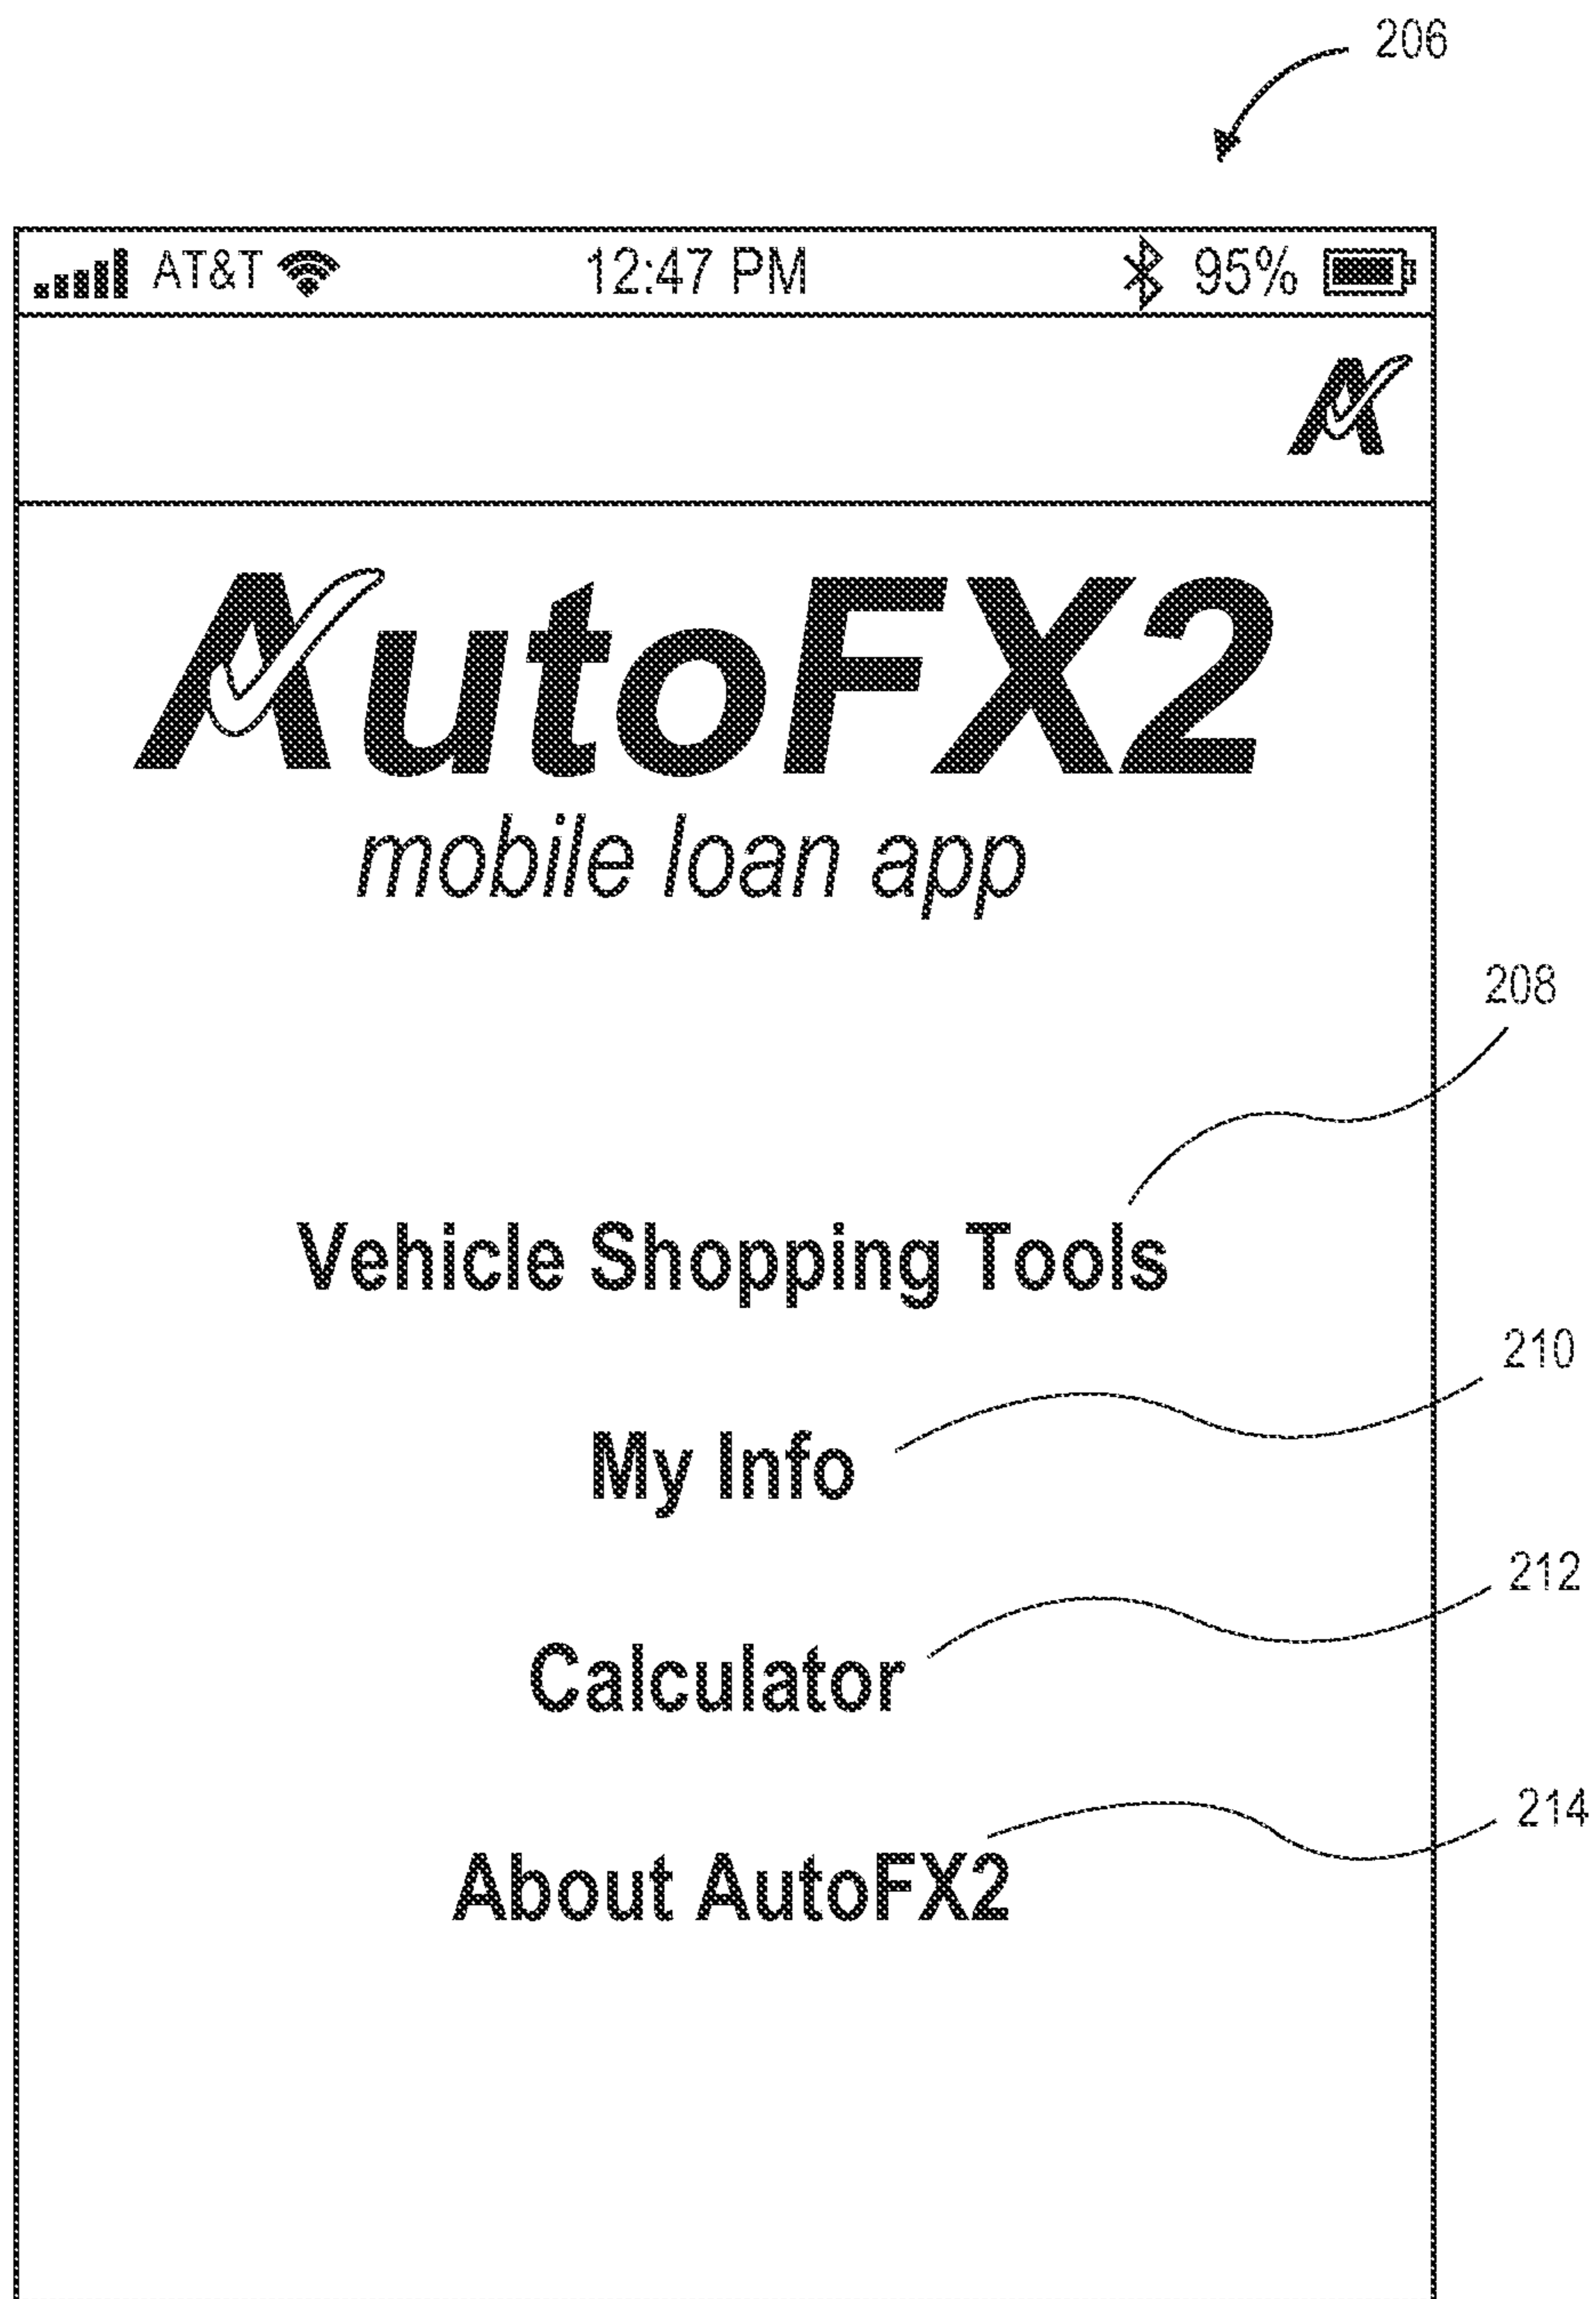 206
AT&T 12:47 PM 95%
AutoFX2
mobile loan app
208
Vehicle Shopping Tools
210
My Info
212
Calculator
214
About AutoFX2